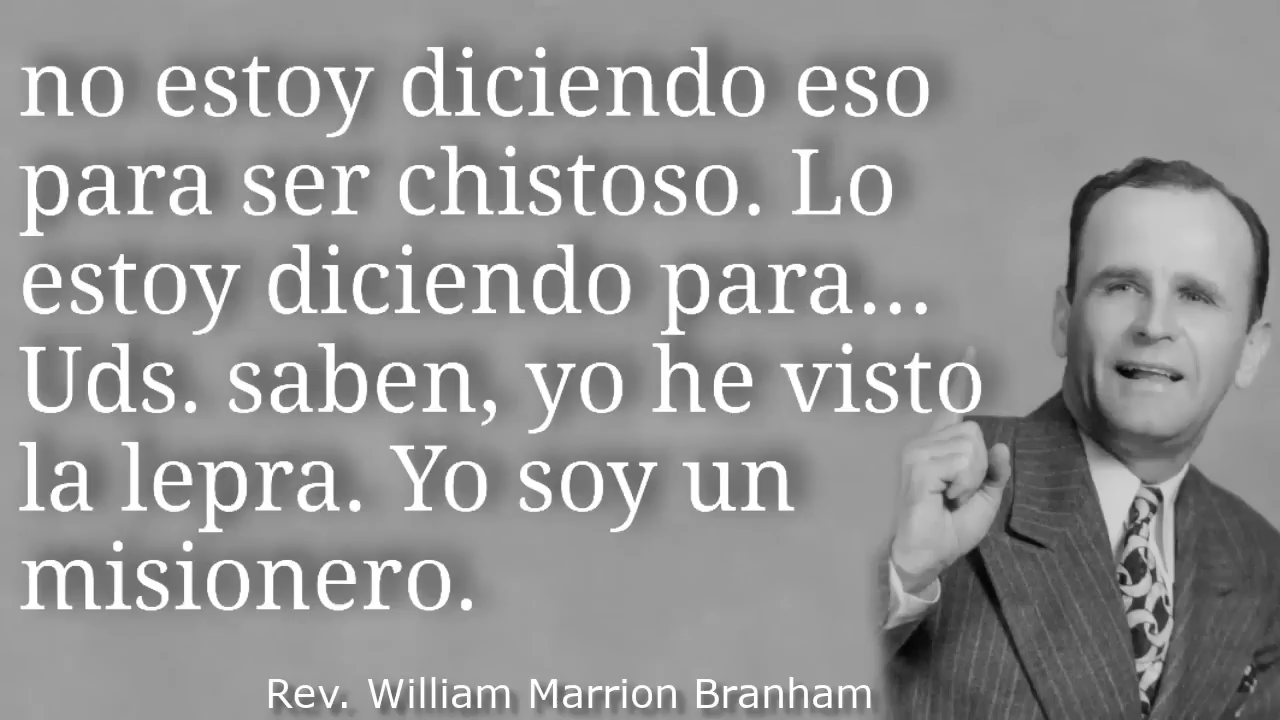 no estoy diciendo eso
para ser chistoso. Lo
estoy diciendo para...
Uds. saben, yo he visto
la lepra. Yo soy un
misionero.
Rev. William Marrion Branham